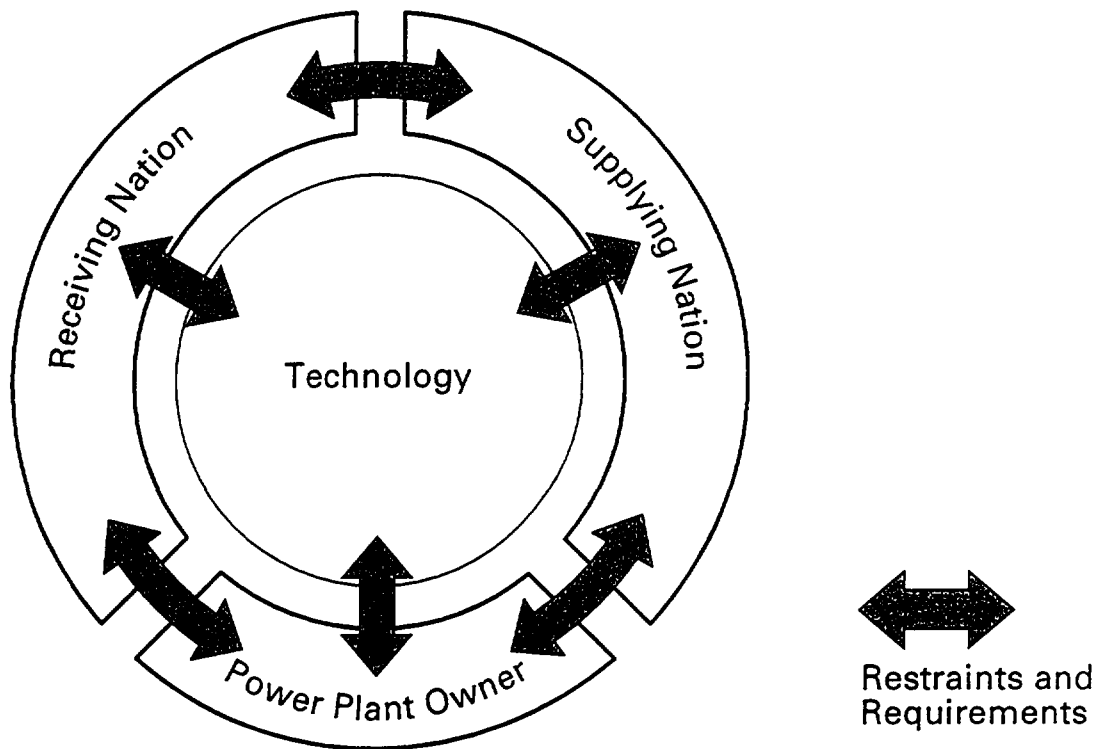 Receiving Nation
Supplying Nation
Technology
Power Plant Owner
Restraints and
Requirements